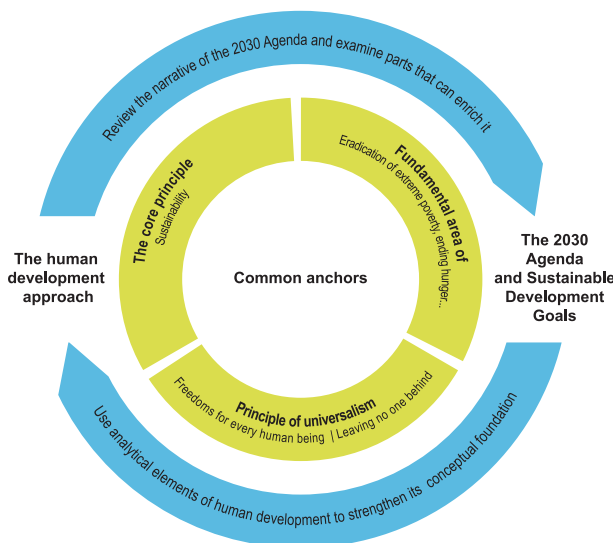 Review the narrative of the 2030 Agenda and examine parts that can enrich it
The core principle
Sustainability
Fundamental area of
Eradication of extreme poverty, ending hunger...
The human
development
approach
Common anchors
The 2030
Agenda
and Sustainable
Development
Goals
Principle of universalism
Freedoms for every human being | Leaving no one behind
Use analytical elements of human development to strengthen its conceptual foundation